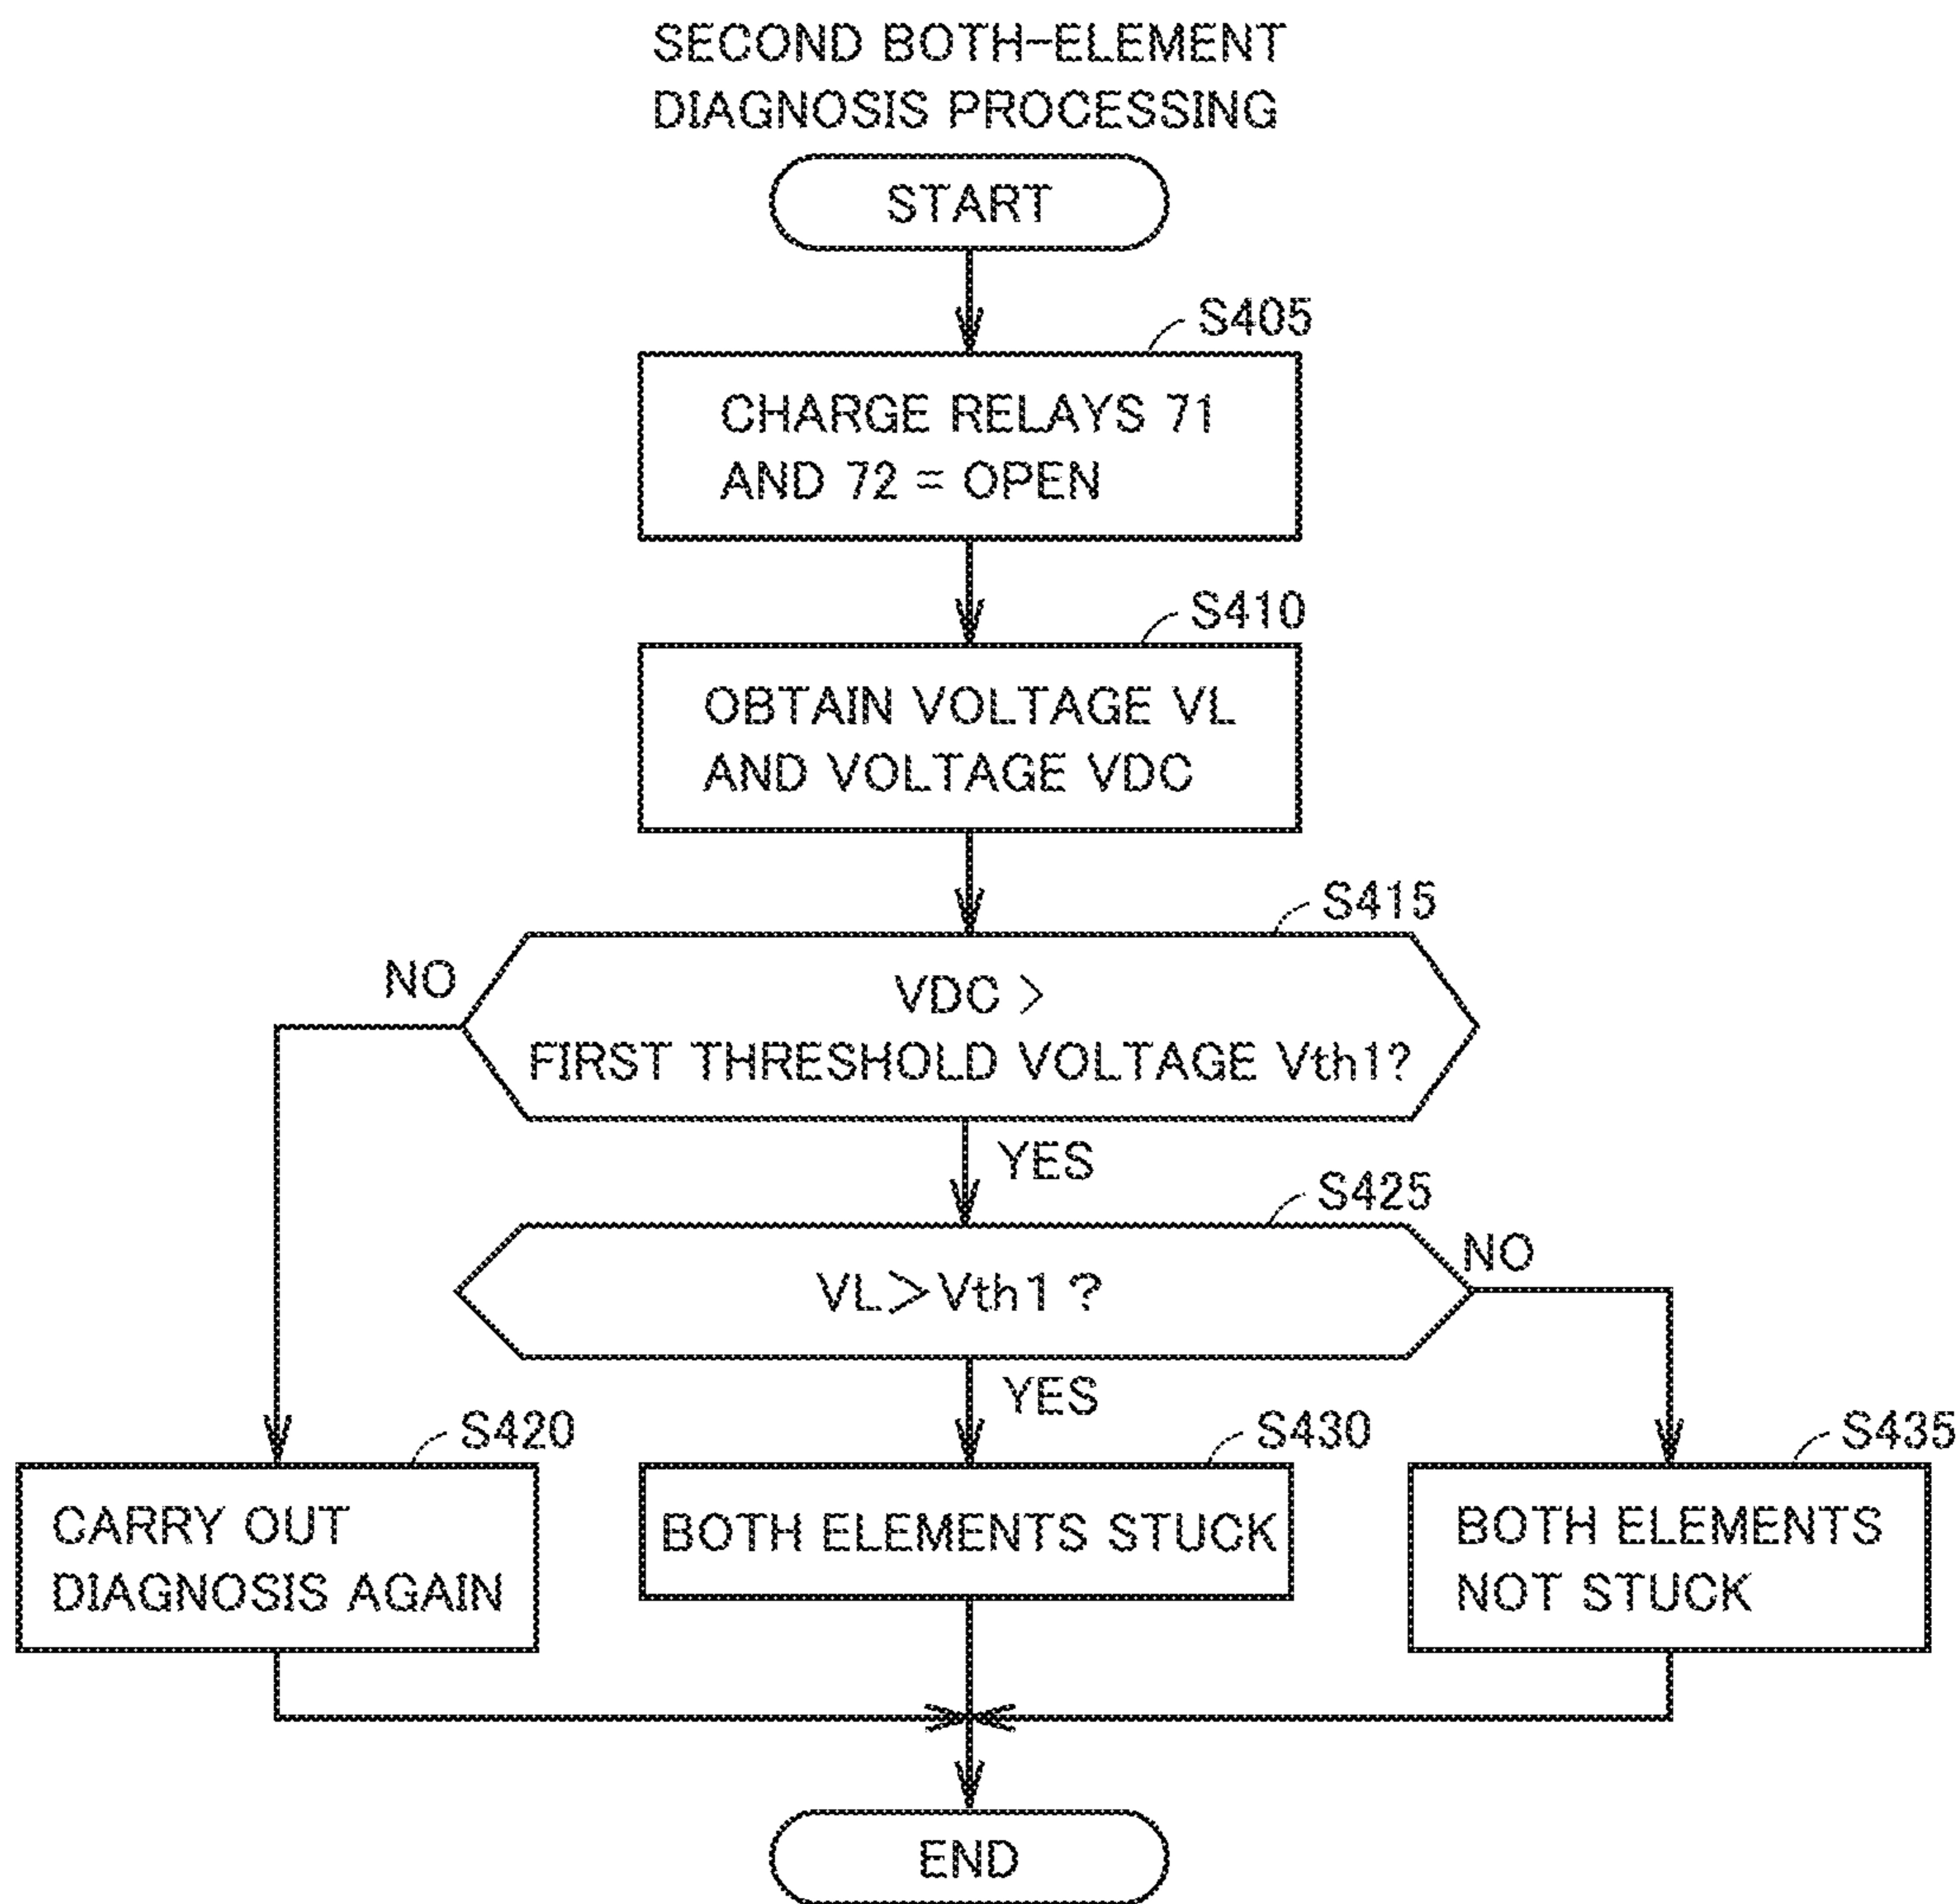 SECOND BOTH-ELEMENT
DIAGNOSIS PROCESSING
START
S405
CHARGE RELAYS 71
AND 72 = OPEN
S410
OBTAIN VOLTAGE VL
AND VOLTAGE VDC
S415
NO
VDC >
FIRST THRESHOLD VOLTAGE Vth1?
YES
S425
NO
VL>Vth1 ?
YES
S420
S430
S435
CARRY OUT
DIAGNOSIS AGAIN
BOTH ELEMENTS STUCK
BOTH ELEMENTS
NOT STUCK
END